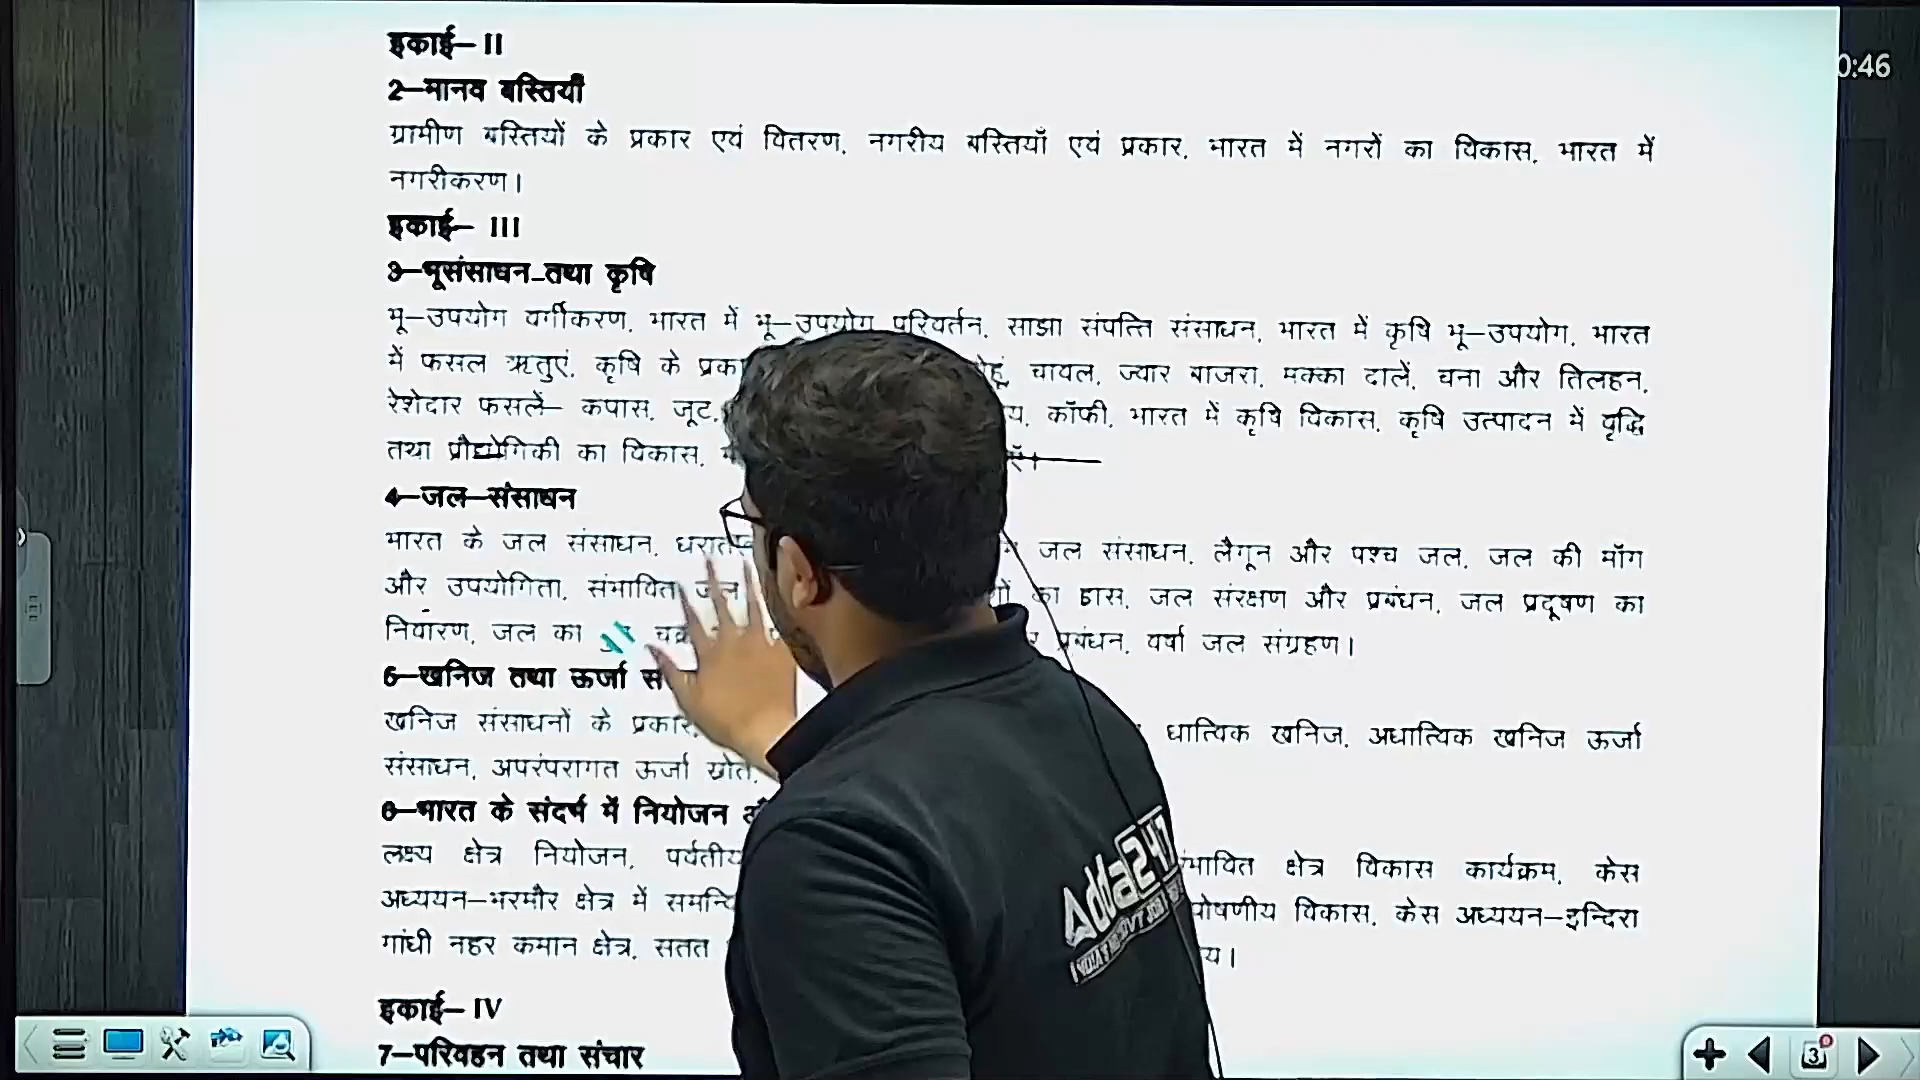 इकाई– II
0:46
2–मानव बस्तियाँ
ग्रामीण बस्तियों के प्रकार एवं वितरण, नगरीय बस्तियाँ एवं प्रकार, भारत में नगरों का विकास, भारत में
नगरीकरण।
इकाई– III
3–भूसंसाधन तथा कृषि
भू–उपयोग वर्गीकरण, भारत में भू–उपयोग परिवर्तन, साझा संपत्ति संसाधन, भारत में कृषि भू–उपयोग, भारत
में फसल ऋतुएं, कृषि के चावल, ज्वार बाजरा, मक्का दालें, चना और तिलहन,
रेशेदार फसलें– कपास, जूट, कॉफी, भारत में कृषि विकास, कृषि उत्पादन में वृद्धि
तथा प्रौद्योगिकी का विकास,
4–जल–संसाधन
भारत के जल संसाधन, जल संसाधन, लैगून और पश्च जल, जल की माँग
और उपयोगिता, संभावित जल का ह्रास, जल संरक्षण और प्रबंधन, जल प्रदूषण का
निवारण, जल का प्रबंधन, वर्षा जल संग्रहण।
5–खनिज तथा ऊर्जा
खनिज संसाधनों के प्रकार, धात्विक खनिज, अधात्विक खनिज ऊर्जा
संसाधन, अपरंपरागत ऊर्जा स्रोत,
6–भारत के संदर्भ में नियोजन
लक्ष्य क्षेत्र नियोजन, क्षेत्र विकास कार्यक्रम, केस
अध्ययन–भरमौर क्षेत्र में पोषणीय विकास, केस अध्ययन–इन्दिरा
गांधी नहर कमान क्षेत्र, सतत
Adda247
इकाई– IV
7–परिवहन तथा संचार
3